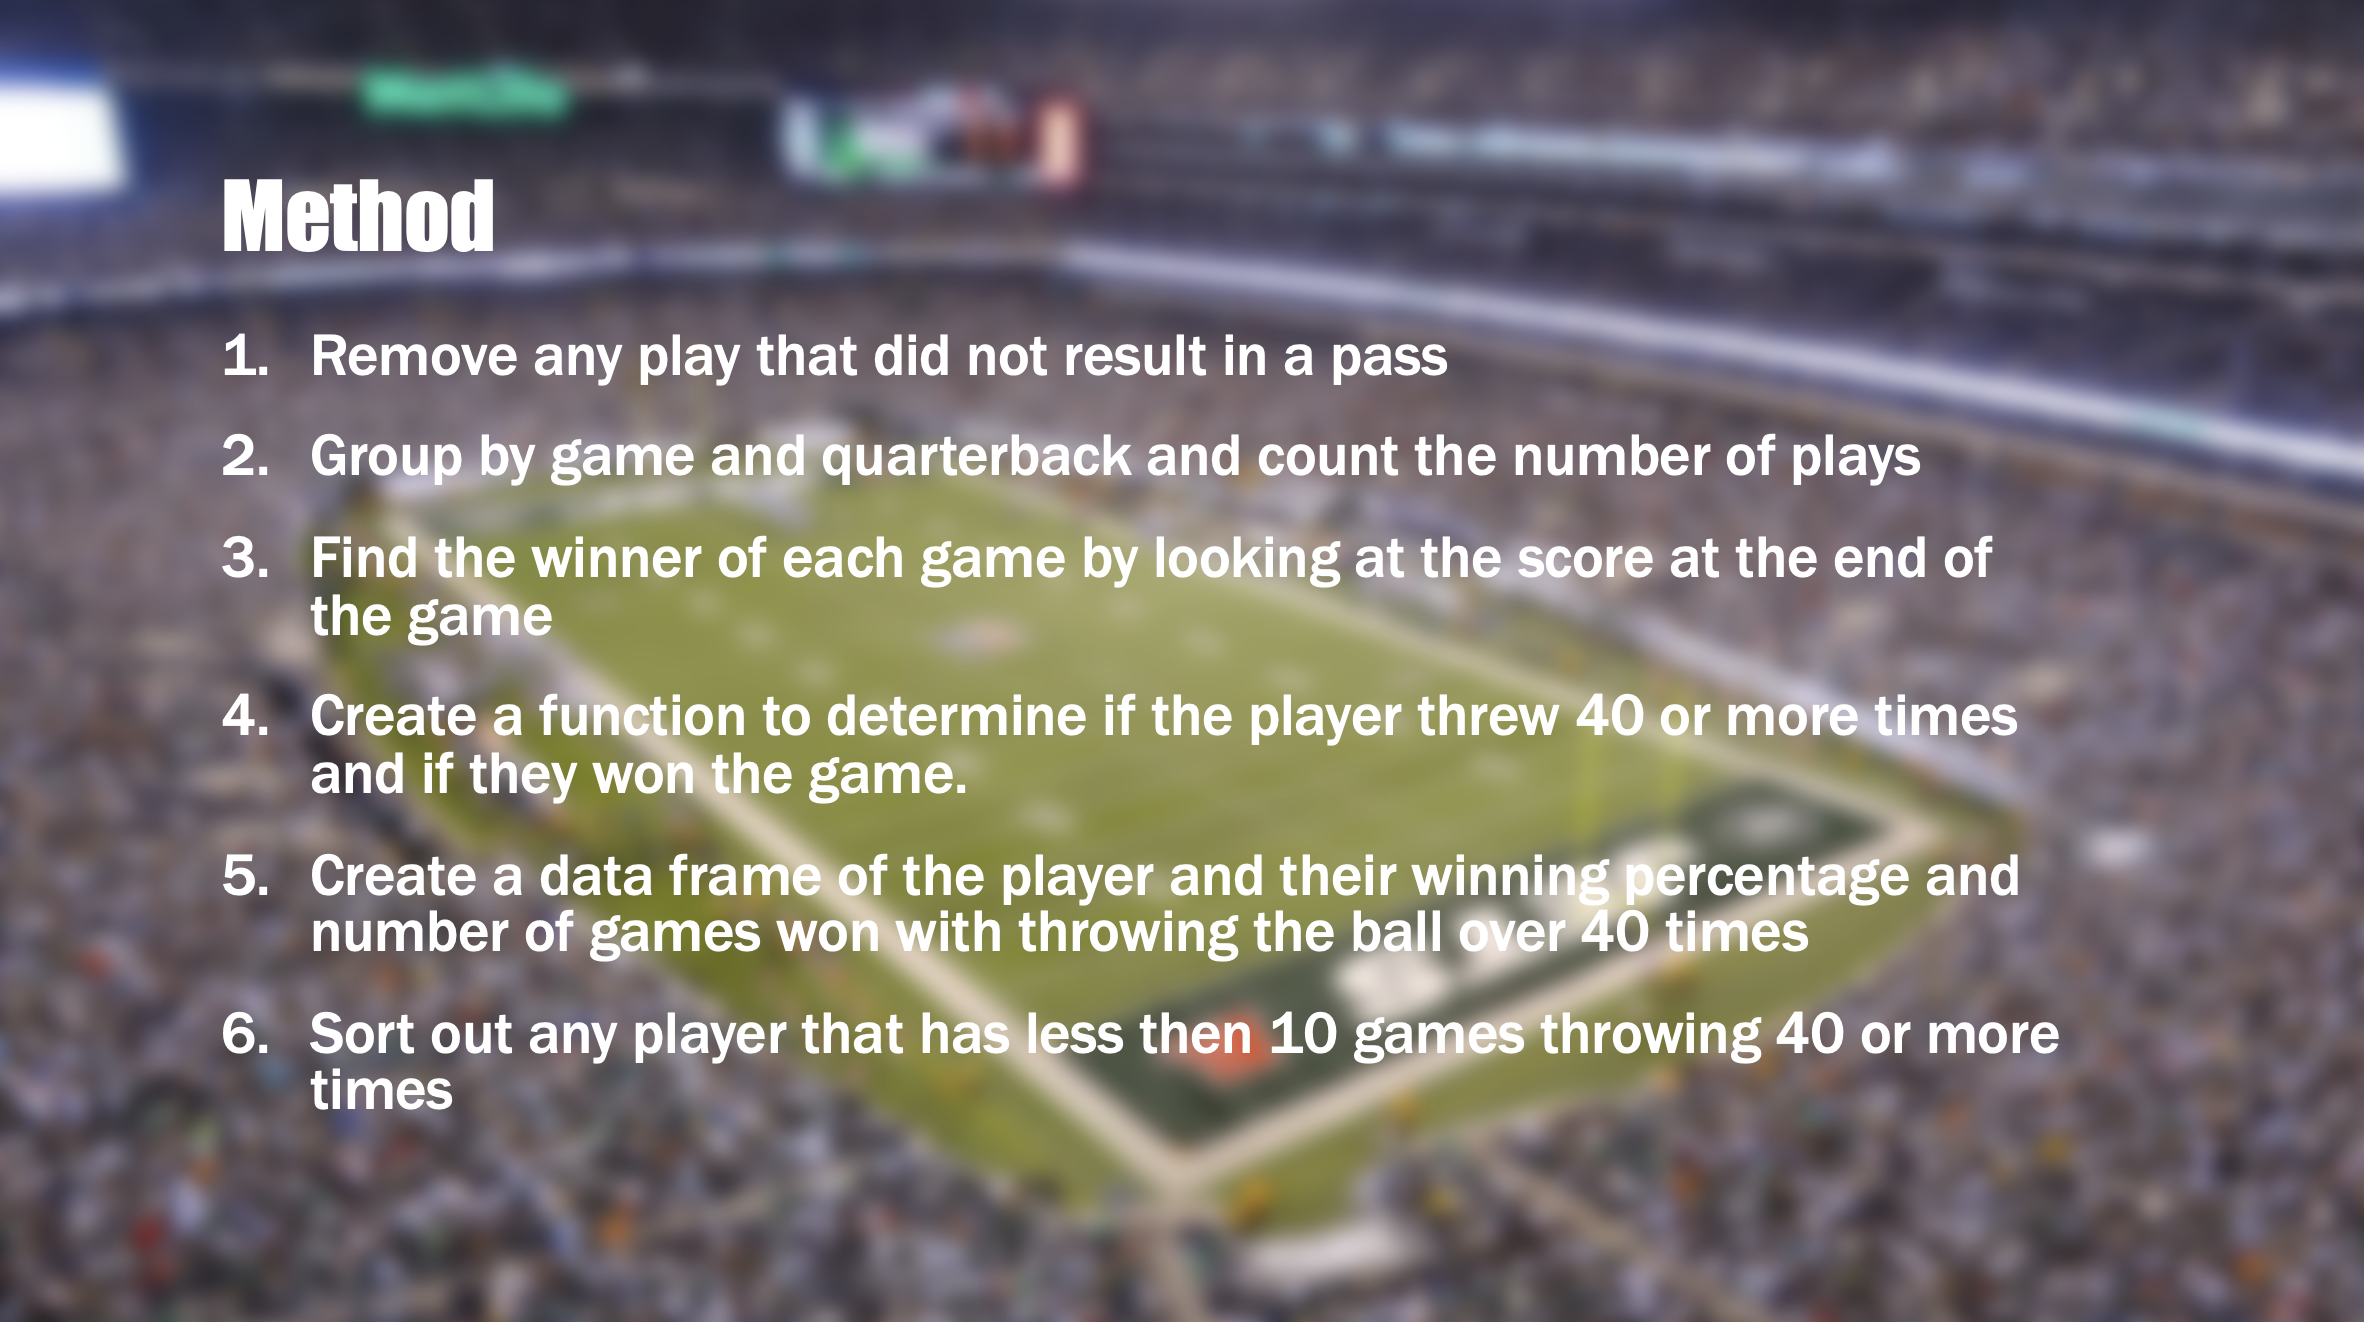 Method
1. Remove any play that did not result in a pass
2. Group by game and quarterback and count the number of plays
3. Find the winner of each game by looking at the score at the end of
the game
4. Create a function to determine if the player threw 40 or more times
and if they won the game.
5. Create a data frame of the player and their winning percentage and
number of games won with throwing the ball over 40 times
6. Sort out any player that has less then 10 games throwing 40 or more
times